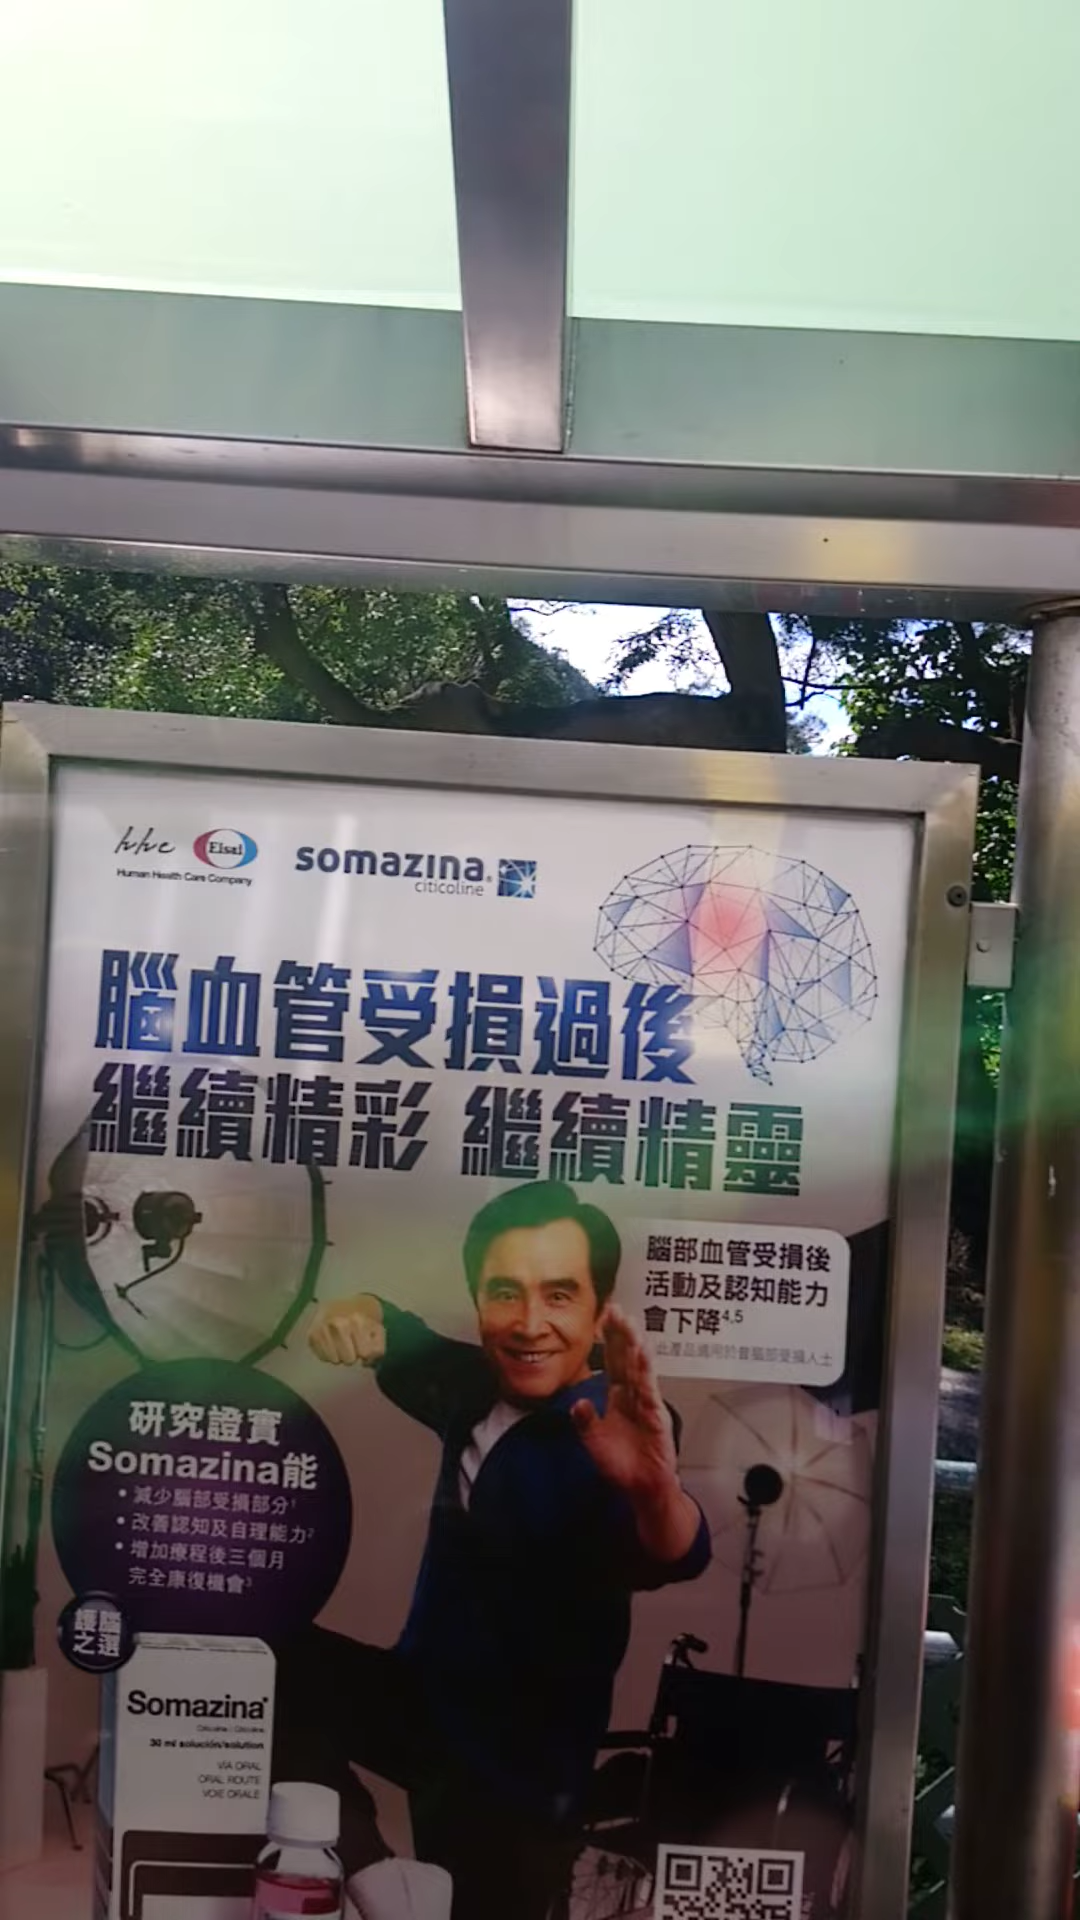 hhc
Eisai
Human Health Care Company
somazina®
citicoline
腦血管受損過後
繼續精彩 繼續精靈
腦部血管受損後
活動及認知能力
會下降4,5
此產品適用於曾腦部受損人士
研究證實
Somazina能
• 減少腦部受損部分1
• 改善認知及自理能力2
• 增加療程後三個月
完全康復機會3
護腦
之選
Somazina®
30 ml solución/solution
VÍA ORAL
ORAL ROUTE
VOIE ORALE